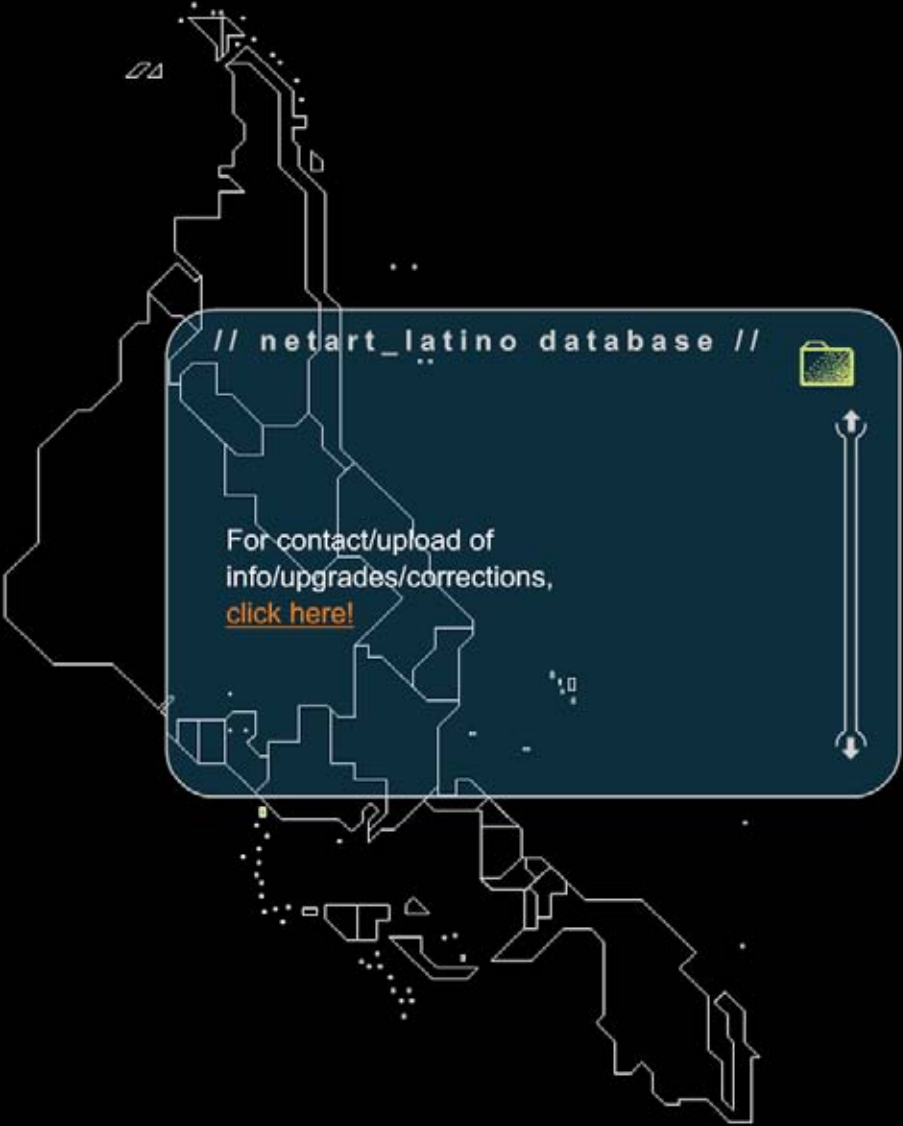 // netart_latino database //
For contact/upload of
info/upgrades/corrections,
click here!